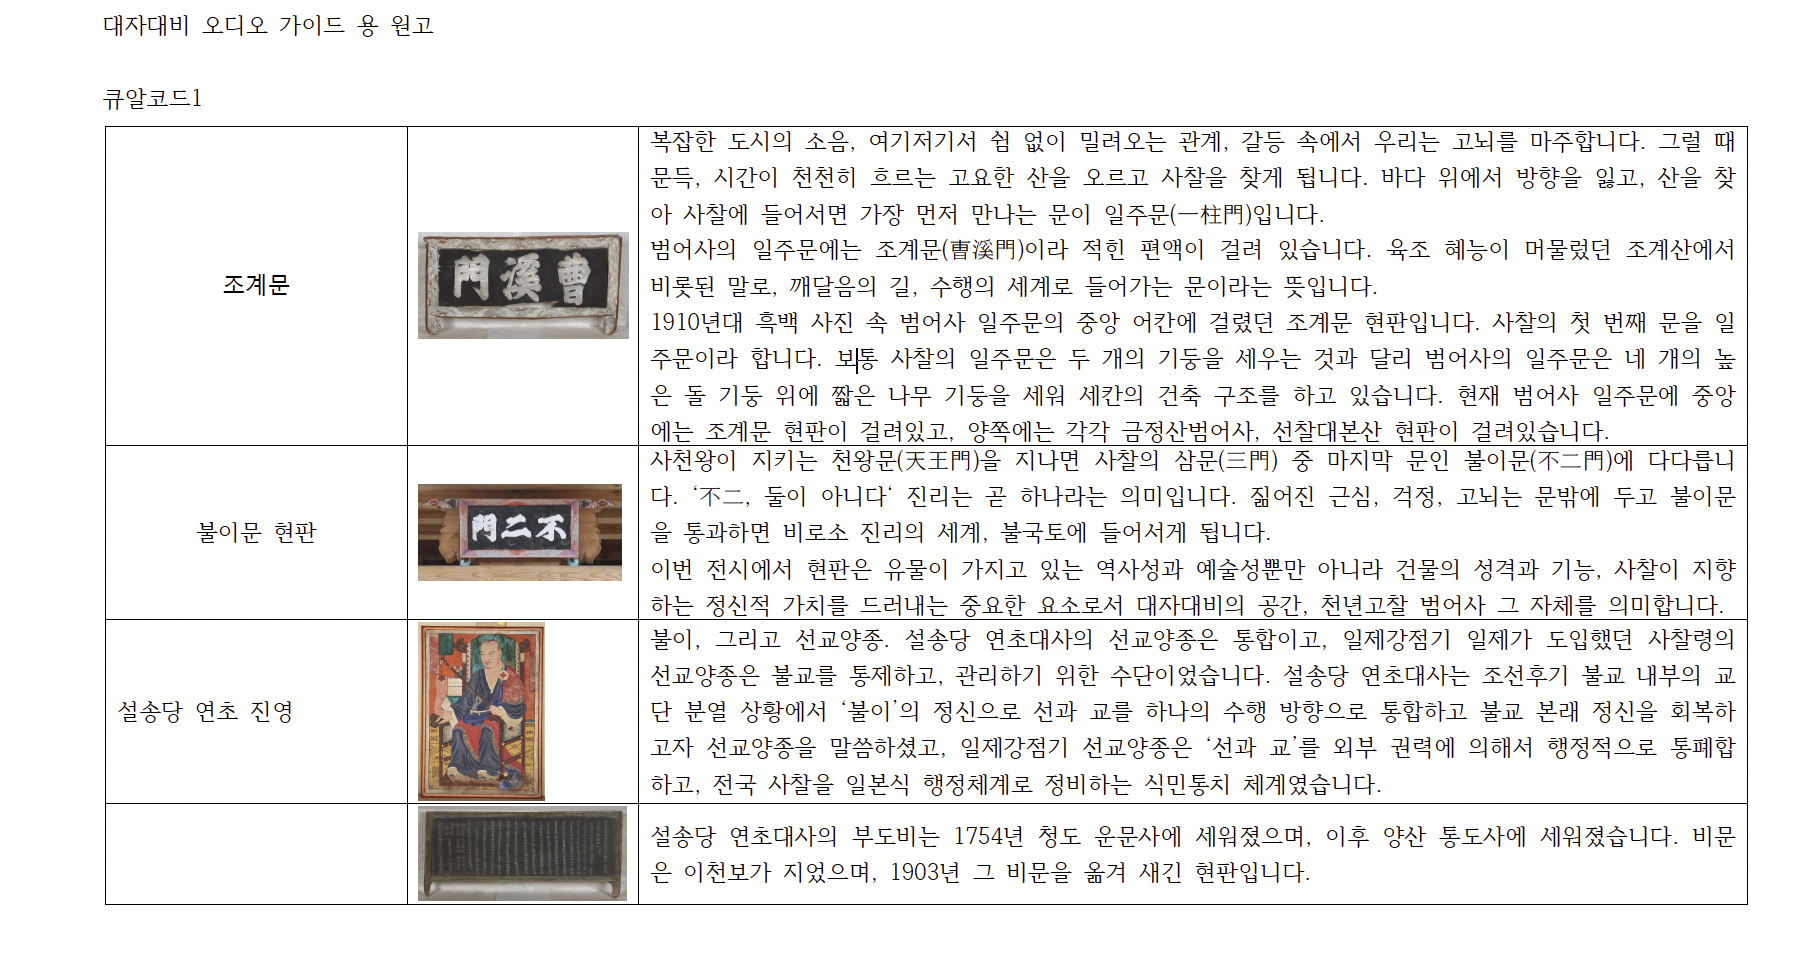 대자대비 오디오 가이드 용 원고
큐알코드1
조계문
門溪曹
복잡한 도시의 소음, 여기저기서 쉼 없이 밀려오는 관계, 갈등 속에서 우리는 고뇌를 마주합니다. 그럴 때
문득, 시간이 천천히 흐르는 고요한 산을 오르고 사찰을 찾게 됩니다. 바다 위에서 방향을 잃고, 산을 찾
아 사찰에 들어서면 가장 먼저 만나는 문이 일주문(一柱門)입니다.
범어사의 일주문에는 조계문(曺溪門)이라 적힌 편액이 걸려 있습니다. 육조 혜능이 머물렀던 조계산에서
비롯된 말로, 깨달음의 길, 수행의 세계로 들어가는 문이라는 뜻입니다.
1910년대 흑백 사진 속 범어사 일주문의 중앙 어칸에 걸렸던 조계문 현판입니다. 사찰의 첫 번째 문을 일
주문이라 합니다. 보통 사찰의 일주문은 두 개의 기둥을 세우는 것과 달리 범어사의 일주문은 네 개의 높
은 돌 기둥 위에 짧은 나무 기둥을 세워 세칸의 건축 구조를 하고 있습니다. 현재 범어사 일주문에 중앙
에는 조계문 현판이 걸려있고, 양쪽에는 각각 금정산범어사, 선찰대본산 현판이 걸려있습니다.
불이문 현판
門二不
사천왕이 지키는 천왕문(天王門)을 지나면 사찰의 삼문(三門) 중 마지막 문인 불이문(不二門)에 다다릅니
다. ‘不二, 둘이 아니다‘ 진리는 곧 하나라는 의미입니다. 짊어진 근심, 걱정, 고뇌는 문밖에 두고 불이문
을 통과하면 비로소 진리의 세계, 불국토에 들어서게 됩니다.
이번 전시에서 현판은 유물이 가지고 있는 역사성과 예술성뿐만 아니라 건물의 성격과 기능, 사찰이 지향
하는 정신적 가치를 드러내는 중요한 요소로서 대자대비의 공간, 천년고찰 범어사 그 자체를 의미합니다.
설송당 연초 진영
불이, 그리고 선교양종. 설송당 연초대사의 선교양종은 통합이고, 일제강점기 일제가 도입했던 사찰령의
선교양종은 불교를 통제하고, 관리하기 위한 수단이었습니다. 설송당 연초대사는 조선후기 불교 내부의 교
단 분열 상황에서 ‘불이’의 정신으로 선과 교를 하나의 수행 방향으로 통합하고 불교 본래 정신을 회복하
고자 선교양종을 말씀하셨고, 일제강점기 선교양종은 ‘선과 교’를 외부 권력에 의해서 행정적으로 통폐합
하고, 전국 사찰을 일본식 행정체계로 정비하는 식민통치 체계였습니다.
설송당 연초대사의 부도비는 1754년 청도 운문사에 세워졌으며, 이후 양산 통도사에 세워졌습니다. 비문
은 이천보가 지었으며, 1903년 그 비문을 옮겨 새긴 현판입니다.